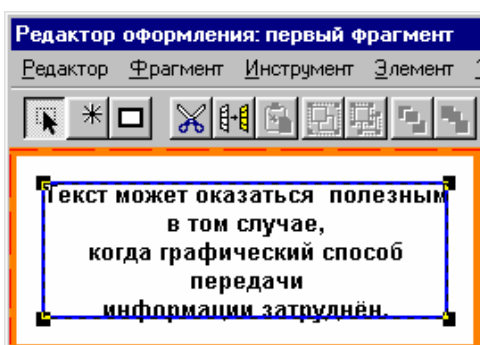 Редактор оформления: первый фрагмент
Редактор Фрагмент Инструмент Элемент
Текст может оказаться полезным
в том случае,
когда графический способ
передачи
информации затруднён.